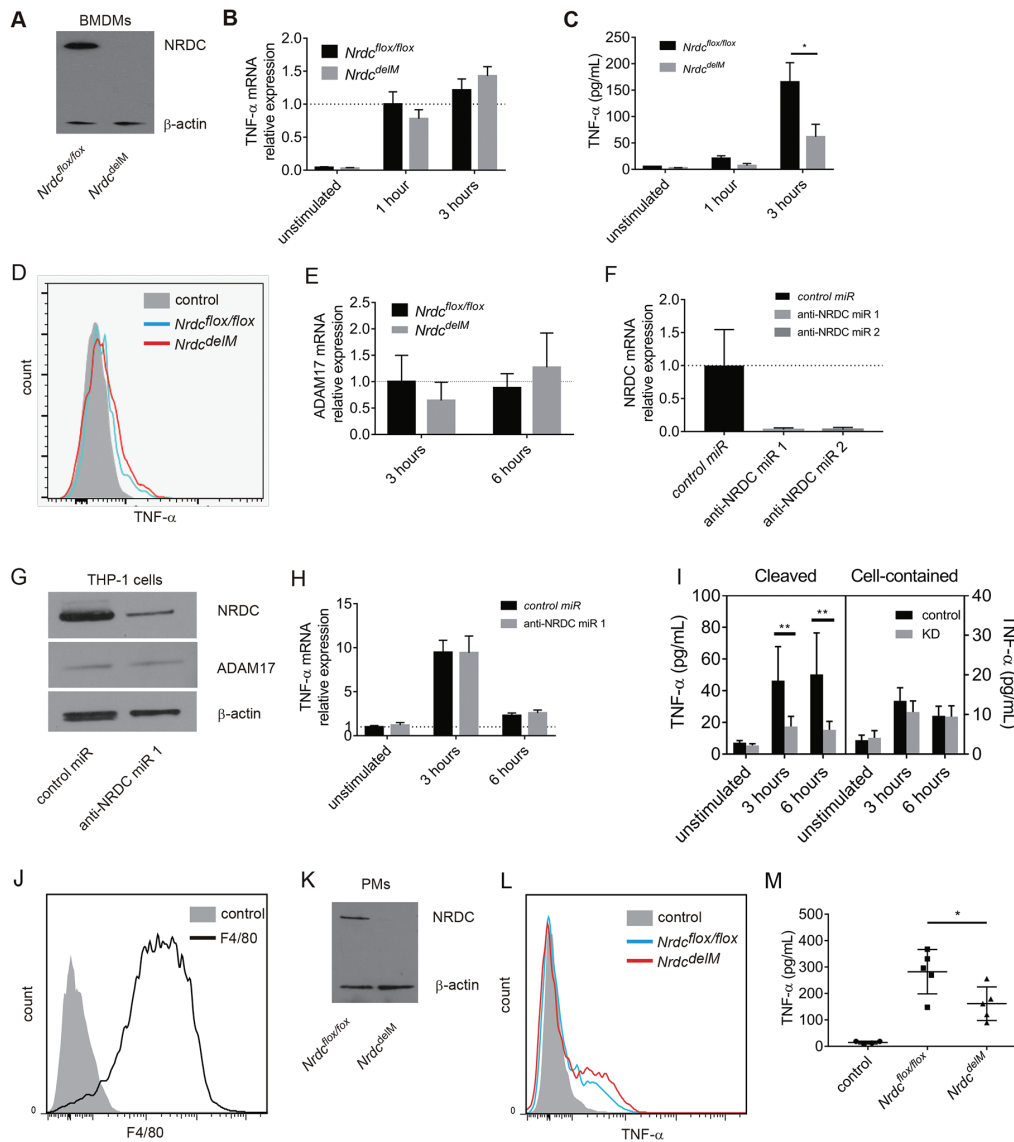 A
BMDMs
NRDC
β-actin
Nrdcflox/fox
NrdcdelM
B
2.0
1.5
1.0
0.5
0.0
TNF-α mRNA
relative expression
Nrdcflox/flox
NrdcdelM
unstimulated
1 hour
3 hours
C
250
200
150
100
50
0
TNF-α (pg/mL)
Nrdcflox/flox
NrdcdelM
*
unstimulated
1 hour
3 hours
D
control
Nrdcflox/flox
NrdcdelM
count
TNF-α
E
2.5
2.0
1.5
1.0
0.5
0.0
ADAM17 mRNA
relative expression
Nrdcflox/flox
NrdcdelM
3 hours
6 hours
F
2.0
1.5
1.0
0.5
0.0
NRDC mRNA
relative expression
control miR
anti-NRDC miR 1
anti-NRDC miR 2
control miR
anti-NRDC miR 1
anti-NRDC miR 2
G
THP-1 cells
NRDC
ADAM17
β-actin
control miR
anti-NRDC miR 1
H
15
10
5
1
0
TNF-α mRNA
relative expression
control miR
anti-NRDC miR 1
unstimulated
3 hours
6 hours
I
Cleaved
Cell-contained
100
80
60
40
20
0
TNF-α (pg/mL)
**
**
control
KD
40
30
20
10
0
TNF-α (pg/mL)
unstimulated
3 hours
6 hours
unstimulated
3 hours
6 hours
J
control
F4/80
count
0
F4/80
K
PMs
NRDC
β-actin
Nrdcflox/fox
NrdcdelM
L
control
Nrdcflox/flox
NrdcdelM
count
0
TNF-α
M
500
400
300
200
100
0
TNF-α (pg/mL)
*
control
Nrdcflox/flox
NrdcdelM